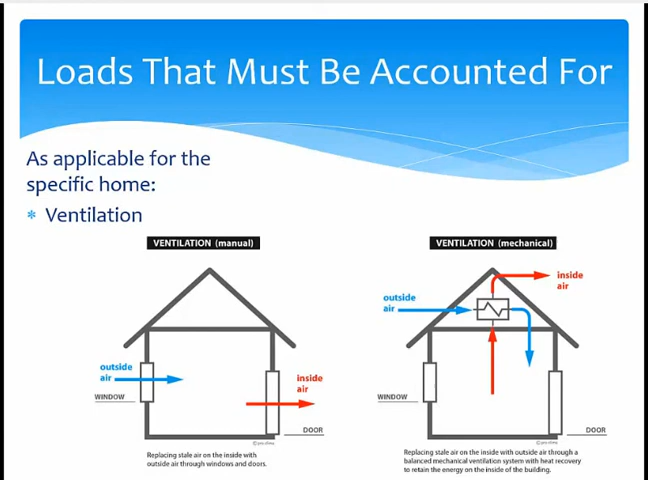 Loads That Must Be Accounted For
As applicable for the
specific home:
* Ventilation
VENTILATION (manual)
outside
air
inside
air
WINDOW
DOOR
Replacing stale air on the inside with
outside air through windows and doors.
VENTILATION (mechanical)
inside
air
outside
air
WINDOW
DOOR
Replacing stale air on the inside with outside air through a
balanced mechanical ventilation system with heat recovery
to retain the energy on the inside of the building.